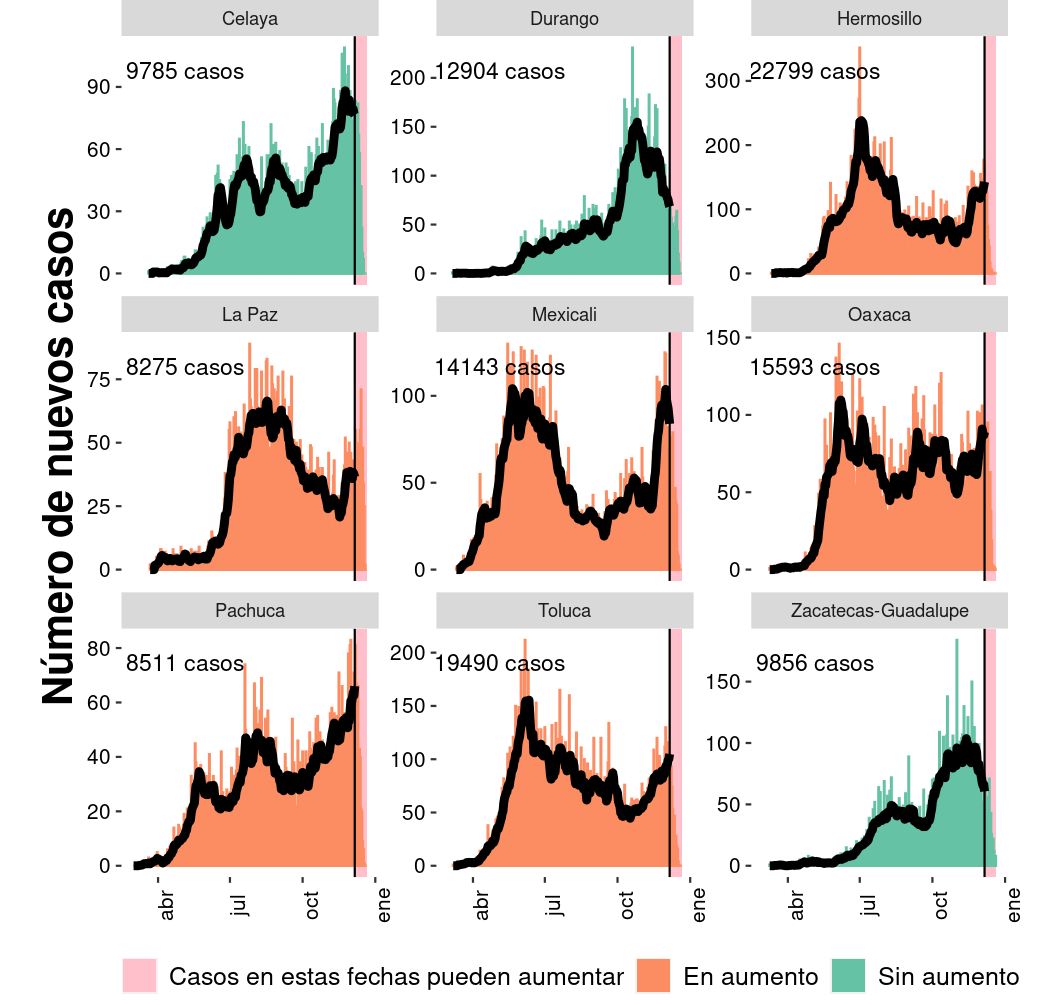 Celaya
Durango
Hermosillo
9785 casos
12904 casos
22799 casos
90
60
30
0
200
150
100
50
0
300
200
100
0
La Paz
Mexicali
Oaxaca
8275 casos
14143 casos
15593 casos
75
50
25
0
100
50
0
150
100
50
0
Pachuca
Toluca
Zacatecas-Guadalupe
8511 casos
19490 casos
9856 casos
80
60
40
20
0
200
150
100
50
0
150
100
50
0
abr
jul
oct
ene
abr
jul
oct
ene
abr
jul
oct
ene
Número de nuevos casos
Casos en estas fechas pueden aumentar
En aumento
Sin aumento